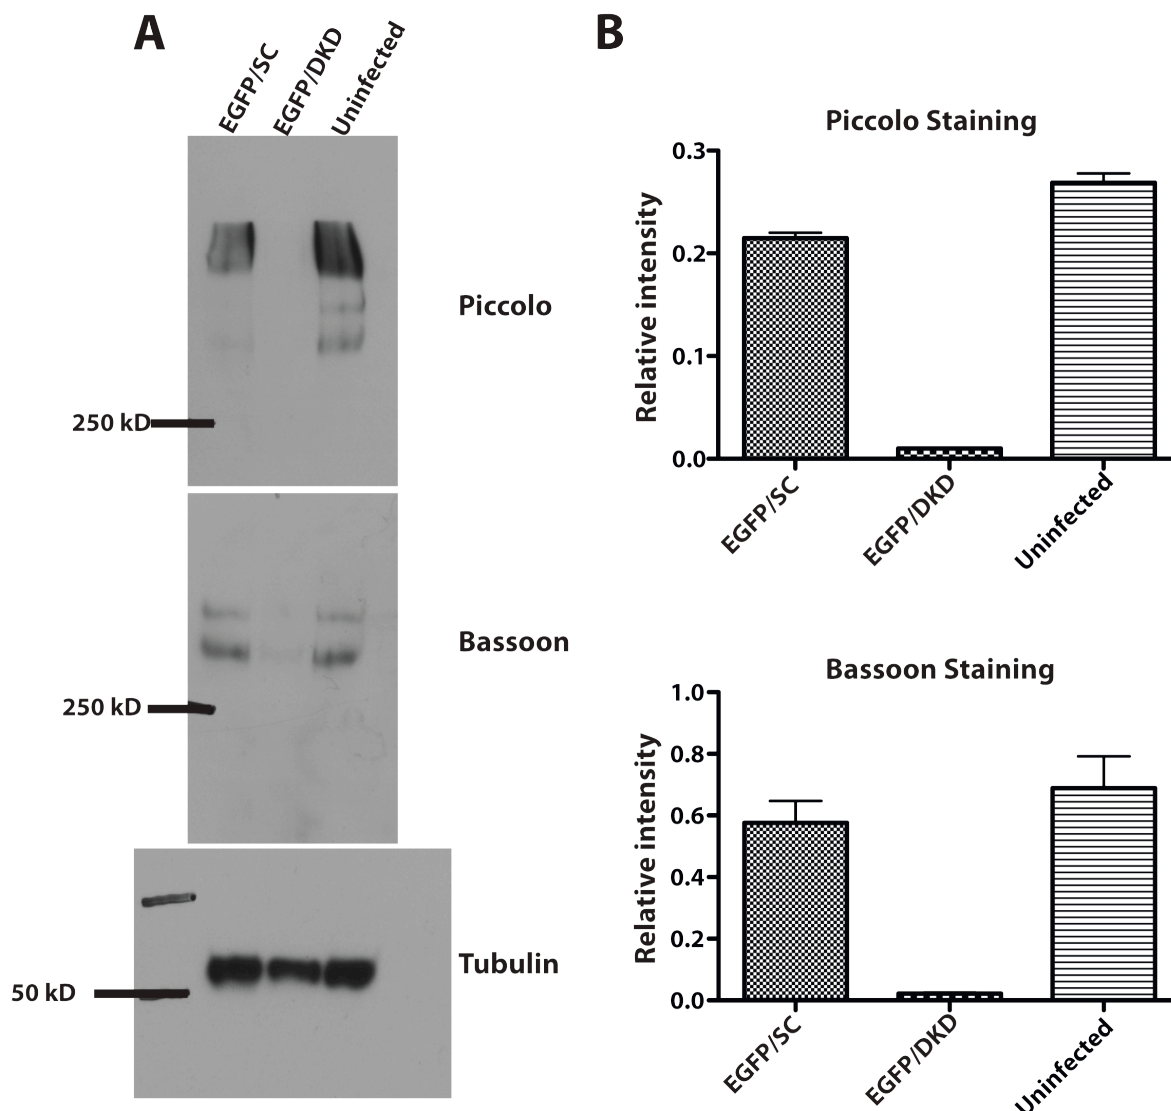 A
EGFP/SC
EGFP/DKD
Uninfected
Piccolo
250 kD
Bassoon
250 kD
Tubulin
50 kD
B
Piccolo Staining
Relative intensity
0.3
0.2
0.1
0.0
EGFP/SC
EGFP/DKD
Uninfected
Bassoon Staining
Relative intensity
1.0
0.8
0.6
0.4
0.2
0.0
EGFP/SC
EGFP/DKD
Uninfected